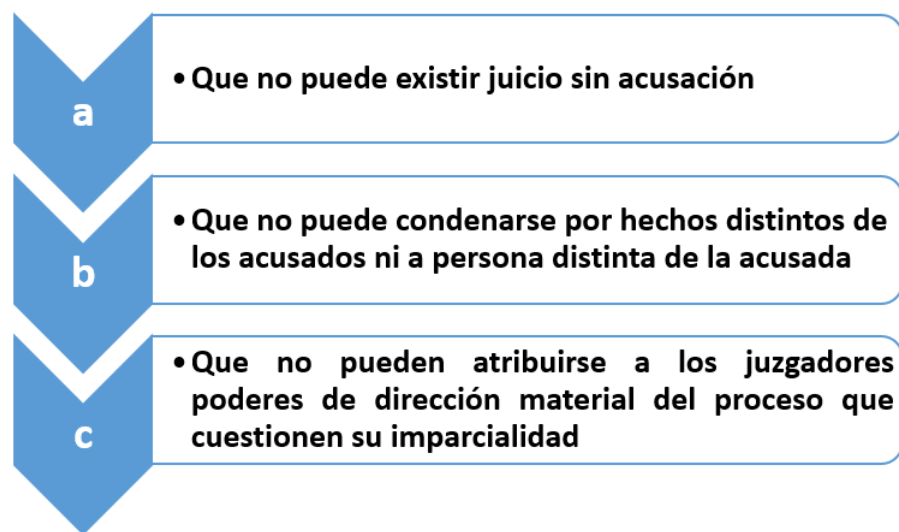 a
• Que no puede existir juicio sin acusación
b
• Que no puede condenarse por hechos distintos de
los acusados ni a persona distinta de la acusada
c
• Que no pueden atribuirse a los juzgadores
poderes de dirección material del proceso que
cuestionen su imparcialidad